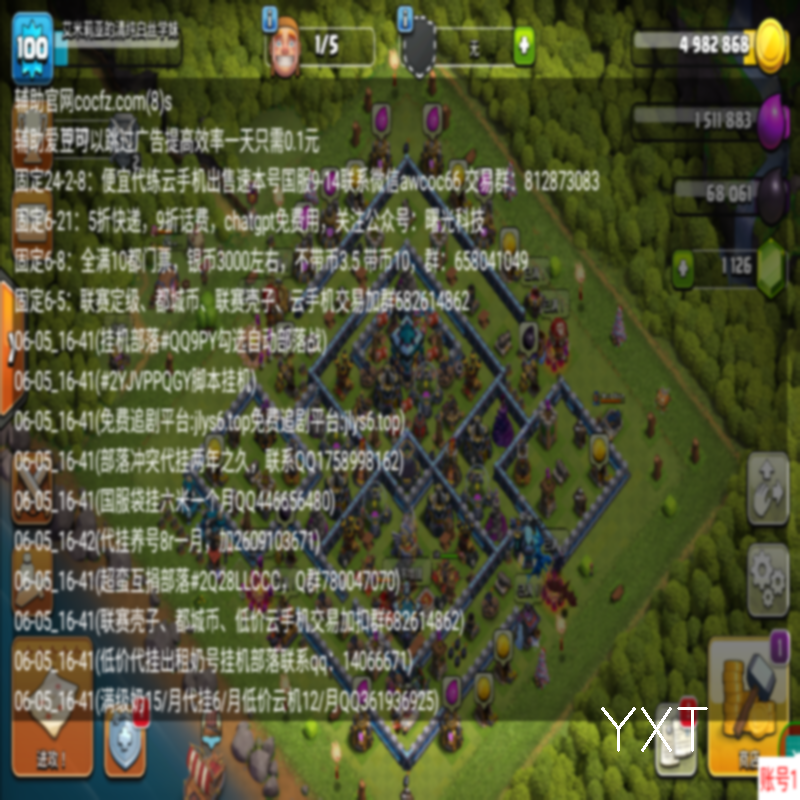 100
艾米莉亚的清纯白丝学妹
1/5
无
4 982 868
1 511 883
68 061
1 126
辅助官网cocfz.com(8)s
辅助爱豆可以跳过广告提高效率一天只需0.1元
固定24-2-8：便宜代练云手机出售速本号国服9-14联系微信awcoc66 交易群：812873083
固定6-21：5折快递，9折话费，chatgpt免费用，关注公众号：曙光科技
固定6-8：全满10都门票，银币3000左右，不带币3.5 带币10，群：658041049
固定6-5：联赛定级、都城币、联赛壳子、云手机交易加群682614862
06-05_16-41(挂机部落#QQ9PY勾选自动部落战)
06-05_16-41(#2YJVPPQGY脚本挂机)
06-05_16-41(免费追剧平台:jlys6.top免费追剧平台:jlys6.top)
06-05_16-41(部落冲突代挂两年之久，联系QQ1758998162)
06-05_16-41(国服袋挂六米一个月QQ446656480)
06-05_16-42(代挂养号8r一月，加2609103671)
06-05_16-41(超蛮互捐部落#2Q28LLCCC，Q群780047070)
06-05_16-41(联赛壳子、都城币、低价云手机交易加扣群682614862)
06-05_16-41(低价代挂出租奶号挂机部落联系qq：14066671)
06-05_16-41(满级奶15/月代挂6/月低价云机12/月QQ361936925)
进攻！
YXT
商店
账号1